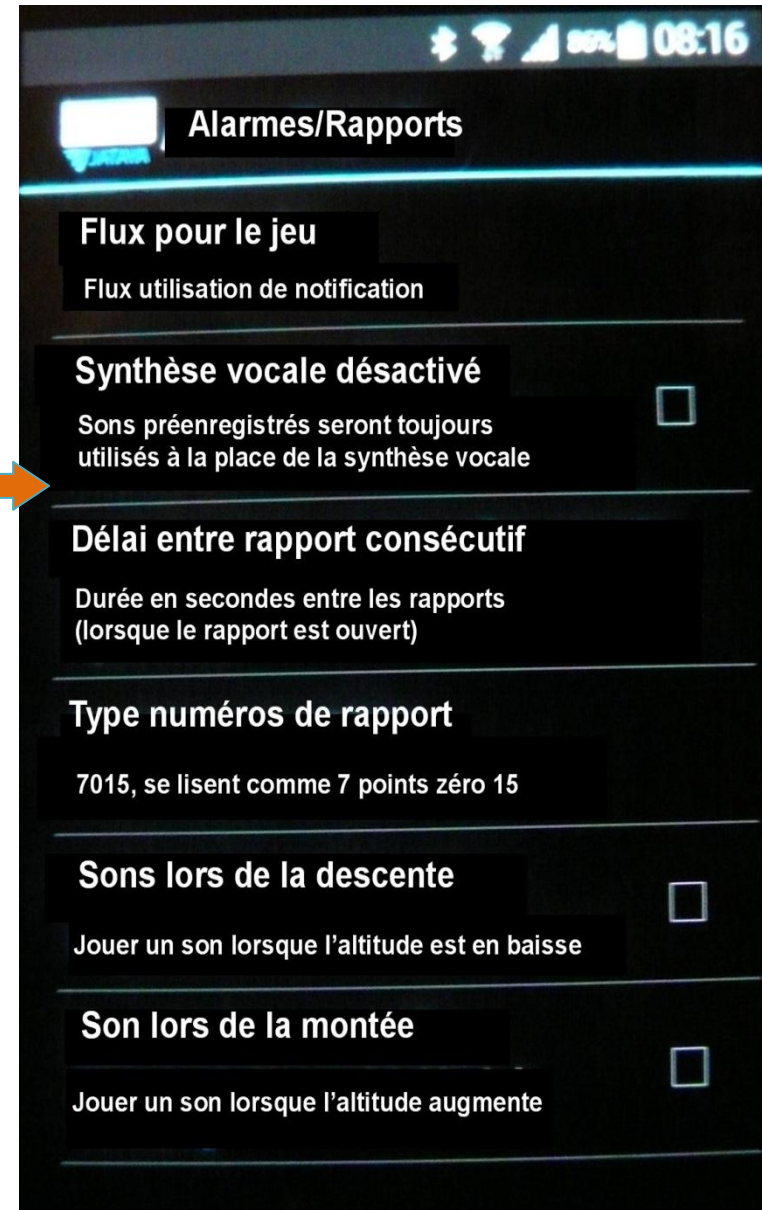 86% 08:16
Alarmes/Rapports
JATAYA
Flux pour le jeu
Flux utilisation de notification
Synthèse vocale désactivé
Sons préenregistrés seront toujours
utilisés à la place de la synthèse vocale
Délai entre rapport consécutif
Durée en secondes entre les rapports
(lorsque le rapport est ouvert)
Type numéros de rapport
7015, se lisent comme 7 points zéro 15
Sons lors de la descente
Jouer un son lorsque l’altitude est en baisse
Son lors de la montée
Jouer un son lorsque l’altitude augmente